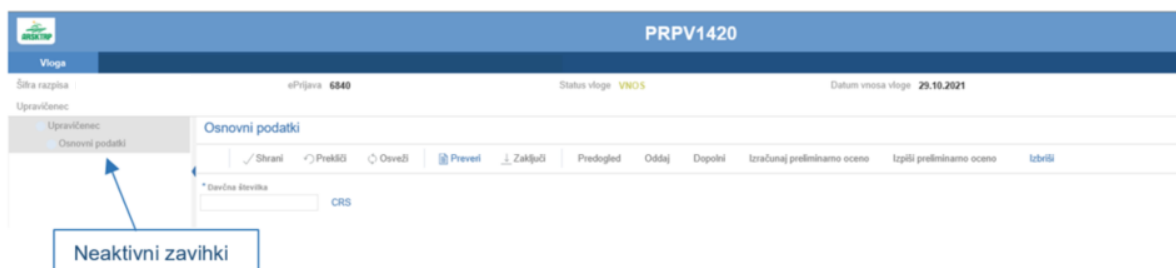 ARSKTRP
PRPV1420
Vloga
Šifra razpisa ePrijava 6840 Status vloge VNOS Datum vnosa vloge 29.10.2021
Upravičenec
Upravičenec
Osnovni podatki
Osnovni podatki
Shrani Prekliči Osveži Preveri Zaključi Predogled Oddaj Dopolni Izračunaj preliminarno oceno Izpiši preliminarno oceno Izbriši
* Davčna številka
CRS
Neaktivni zavihki